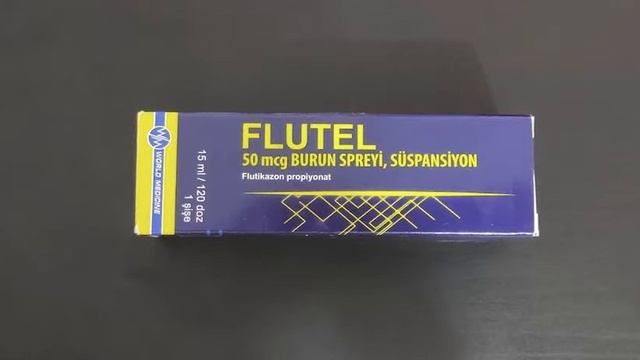 FLUTEL
50 mcg BURUN SPREYİ, SÜSPANSİYON
Flutikazon propiyonat
15 ml / 120 doz
1 şişe
WORLD MEDICINE